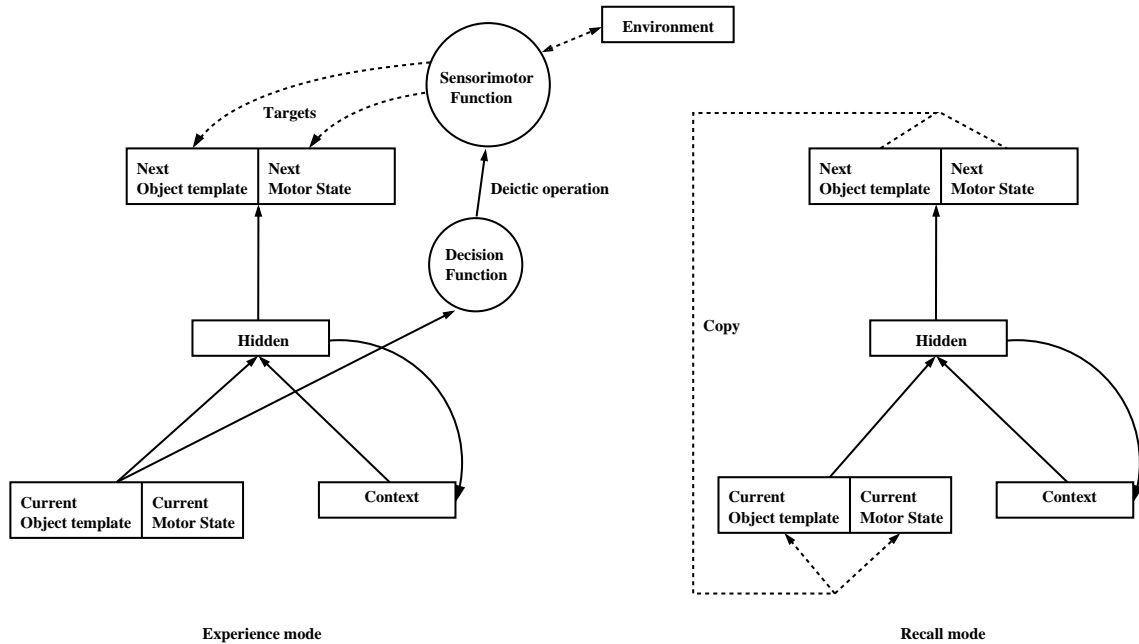 Environment
Sensorimotor
Function
Targets
Next
Object template
Next
Motor State
Deictic operation
Decision
Function
Hidden
Current
Object template
Current
Motor State
Context
Experience mode
Next
Object template
Next
Motor State
Copy
Hidden
Current
Object template
Current
Motor State
Context
Recall mode